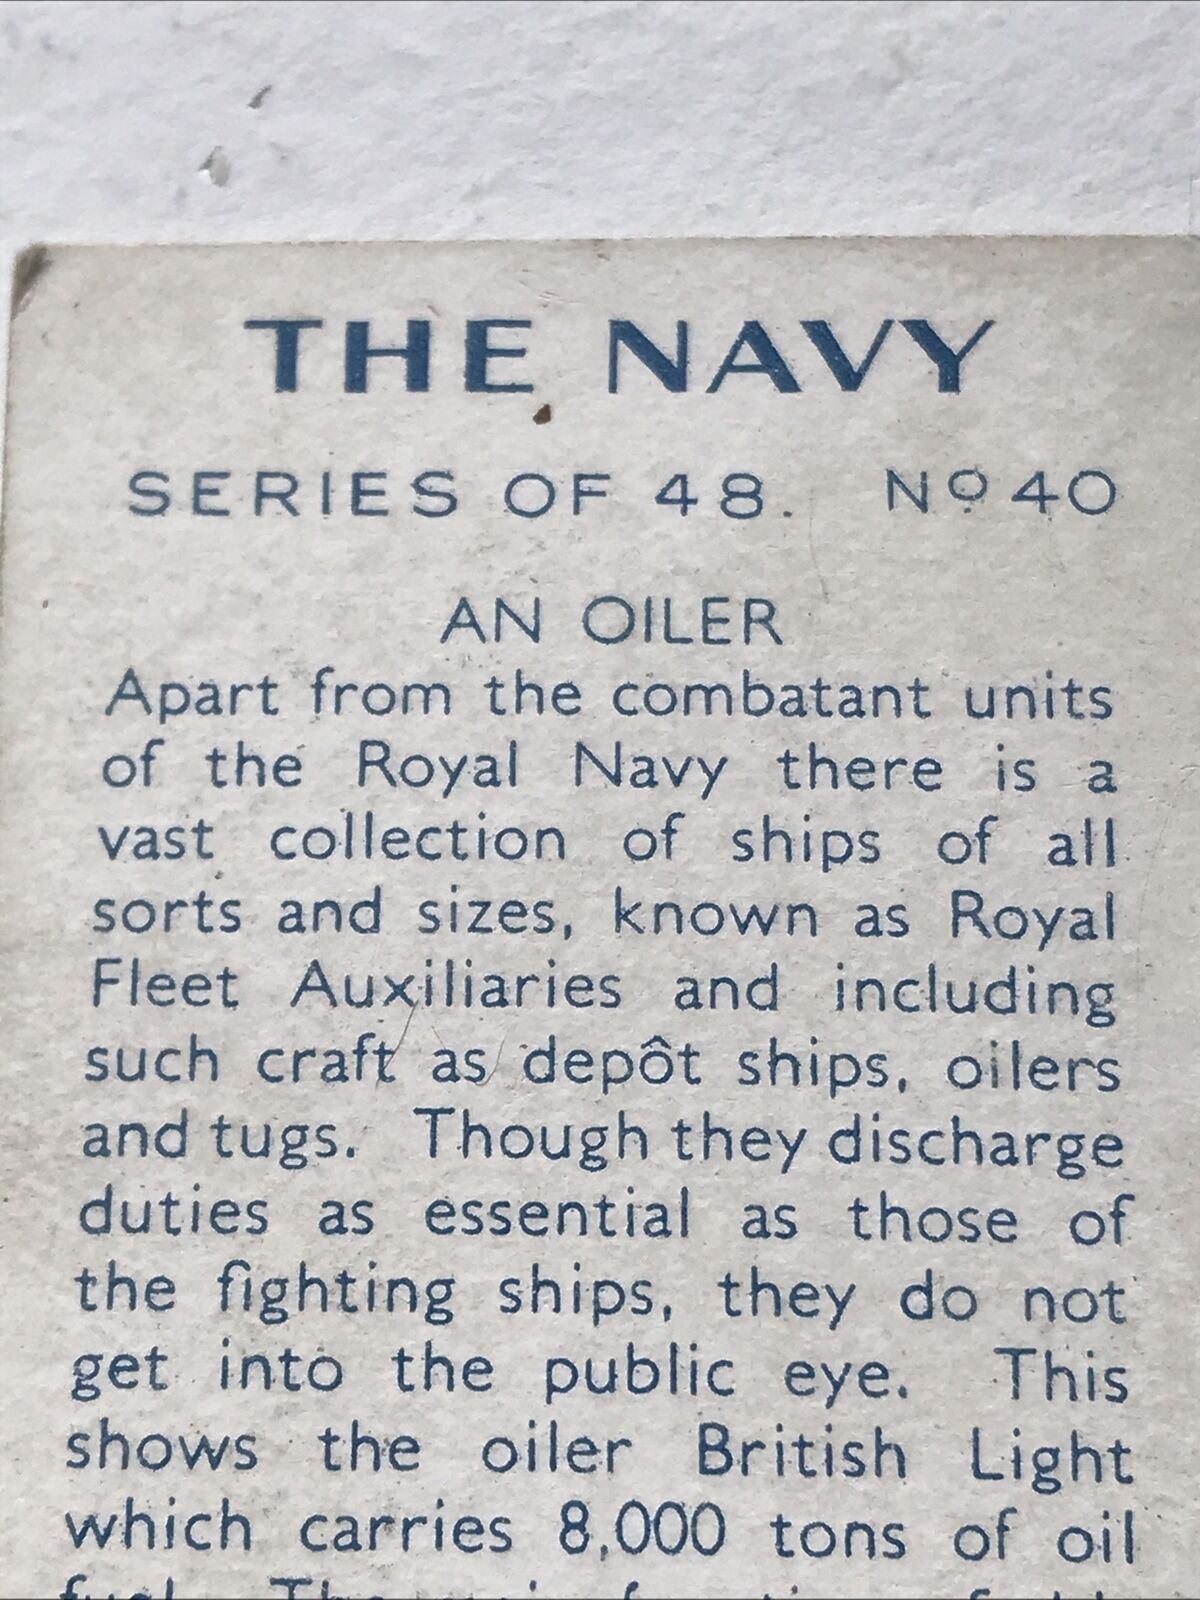 THE NAVY
SERIES OF 48. Nº 40
AN OILER
Apart from the combatant units
of the Royal Navy there is a
vast collection of ships of all
sorts and sizes, known as Royal
Fleet Auxiliaries and including
such craft as depôt ships, oilers
and tugs. Though they discharge
duties as essential as those of
the fighting ships, they do not
get into the public eye. This
shows the oiler British Light
which carries 8,000 tons of oil
fuel. The